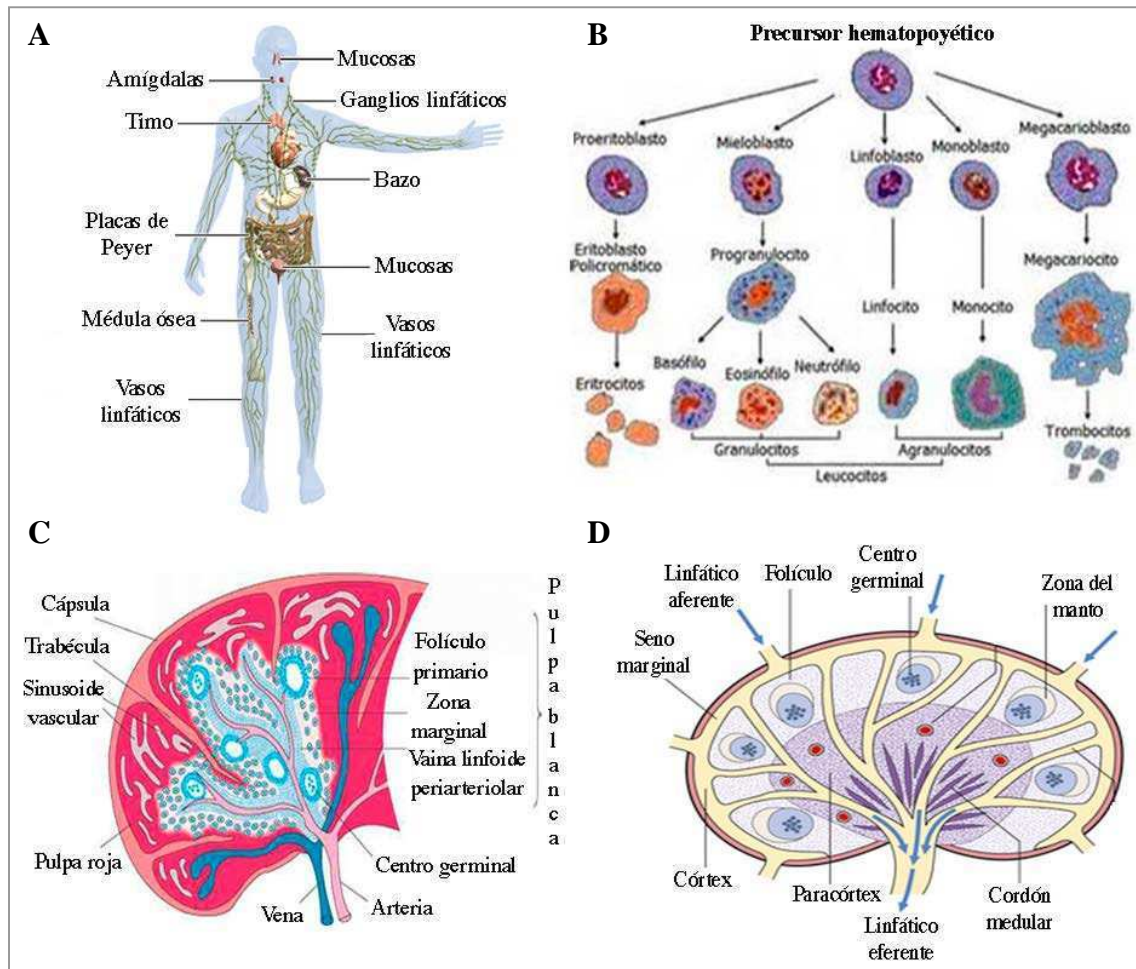 A
Mucosas
Amígdalas
Ganglios linfáticos
Timo
Bazo
Placas de
Peyer
Mucosas
Médula ósea
Vasos
linfáticos
Vasos
linfáticos
B
Precursor hematopoyético
Proeritoblasto
Mieloblasto
Linfoblasto
Monoblasto
Megacarioblasto
Eritoblasto
Policromático
Progranulocito
Megacariocito
Linfocito
Monocito
Basófilo
Eosinófilo
Neutrófilo
Eritrocitos
Trombocitos
Granulocitos
Agranulocitos
Leucocitos
C
Cápsula
Trabécula
Sinusoide
vascular
Pulpa roja
Vena
Arteria
Centro germinal
Folículo
primario
Zona
marginal
Vaina linfoide
periarteriolar
Pulpa blanca
D
Linfático
aferente
Folículo
Centro
germinal
Zona del
manto
Seno
marginal
Córtex
Paracórtex
Linfático
eferente
Cordón
medular